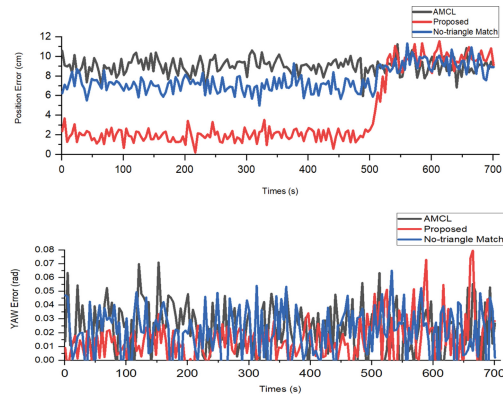 AMCL
Proposed
No-triangle Match
12
10
8
6
4
2
0
Position Error (cm)
0 100 200 300 400 500 600 700
Times (s)
AMCL
Proposed
No-triangle Match
0.08
0.07
0.06
0.05
0.04
0.03
0.02
0.01
0.00
YAW Error (rad)
0 100 200 300 400 500 600 700
Times (s)